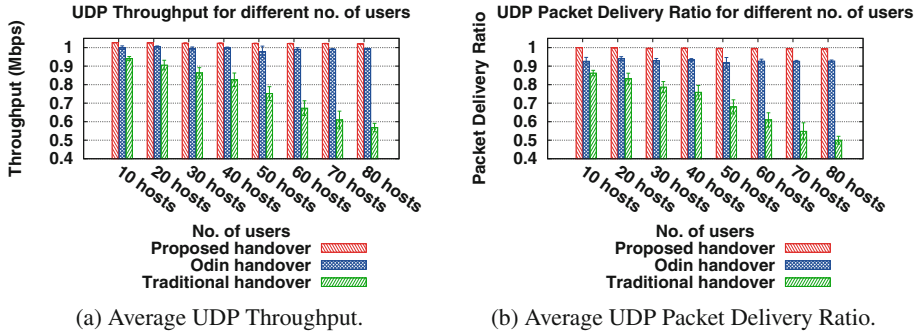 UDP Throughput for different no. of users
Throughput (Mbps)
1
0.9
0.8
0.7
0.6
0.5
0.4
10 hosts
20 hosts
30 hosts
40 hosts
50 hosts
60 hosts
70 hosts
80 hosts
No. of users
Proposed handover
Odin handover
Traditional handover
(a) Average UDP Throughput.
UDP Packet Delivery Ratio for different no. of users
Packet Delivery Ratio
1
0.9
0.8
0.7
0.6
0.5
0.4
10 hosts
20 hosts
30 hosts
40 hosts
50 hosts
60 hosts
70 hosts
80 hosts
No. of users
Proposed handover
Odin handover
Traditional handover
(b) Average UDP Packet Delivery Ratio.